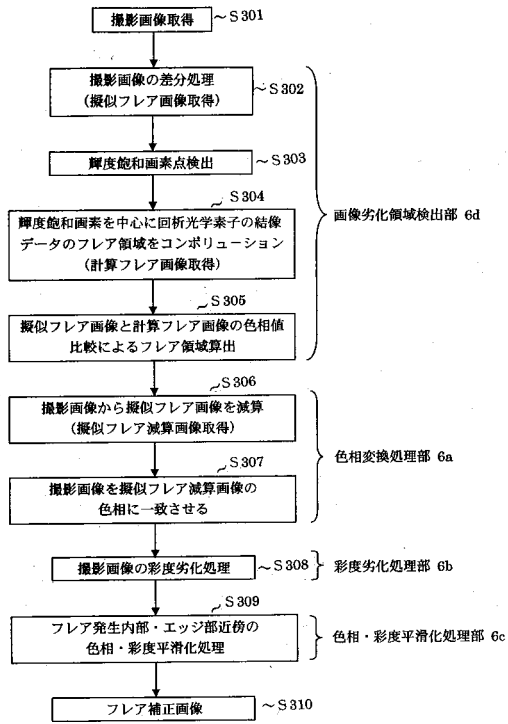 撮影画像取得
S301
撮影画像の差分処理
(擬似フレア画像取得)
S302
輝度飽和画素点検出
S303
S304
輝度飽和画素を中心に回析光学素子の結像
データのフレア領域をコンボリューション
(計算フレア画像取得)
S305
擬似フレア画像と計算フレア画像の色相値
比較によるフレア領域算出
画像劣化領域検出部 6d
S306
撮影画像から擬似フレア画像を減算
(擬似フレア減算画像取得)
S307
撮影画像を擬似フレア減算画像の
色相に一致させる
色相変換処理部 6a
撮影画像の彩度劣化処理
S308
彩度劣化処理部 6b
S309
フレア発生内部・エッジ部近傍の
色相・彩度平滑化処理
色相・彩度平滑化処理部 6c
フレア補正画像
S310